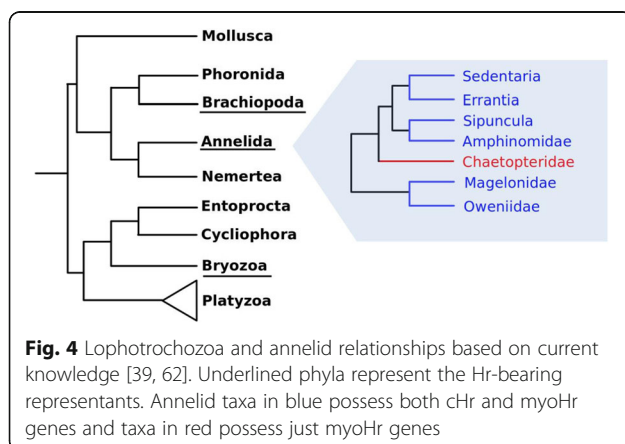 Mollusca
Phoronida
Brachiopoda
Annelida
Nemertea
Entoprocta
Cycliophora
Bryozoa
Platyzoa
Sedentaria
Errantia
Sipuncula
Amphinomidae
Chaetopteridae
Magelonidae
Oweniidae
Fig. 4 Lophotrochozoa and annelid relationships based on current
knowledge [39, 62]. Underlined phyla represent the Hr-bearing
representants. Annelid taxa in blue possess both cHr and myoHr
genes and taxa in red possess just myoHr genes